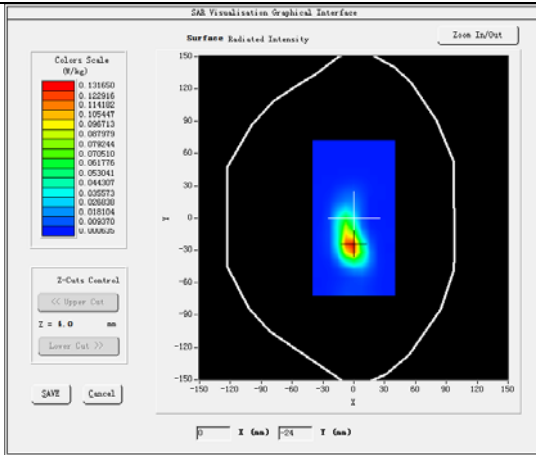 SAR Visualisation Graphical Interface
Surface Radiated Intensity
Zoom In/Out
Colors Scale
(W/kg)
0.131650
0.122916
0.114182
0.105447
0.096713
0.087979
0.079244
0.070510
0.061776
0.053041
0.044307
0.035573
0.026838
0.018104
0.009370
0.000635
150
90
60
30
0
-30
-60
-90
-120
-150
Y
-150 -120 -90 -60 -30 0 30 60 90 120 150
X
Z-Cuts Control
<< Upper Cut
Z = 4.0 mm
Lower Cut >>
SAVE Cancel
0 X (mm) -24 Y (mm)